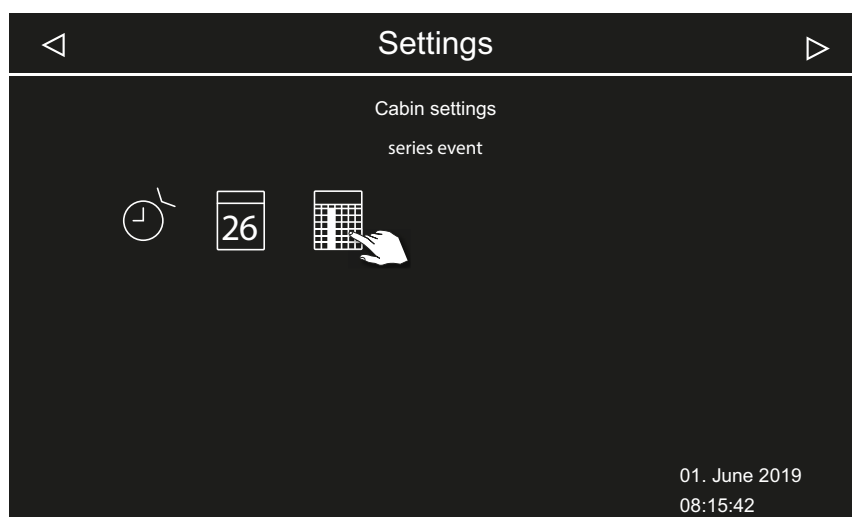 Settings
Cabin settings
series event
26
01. June 2019
08:15:42